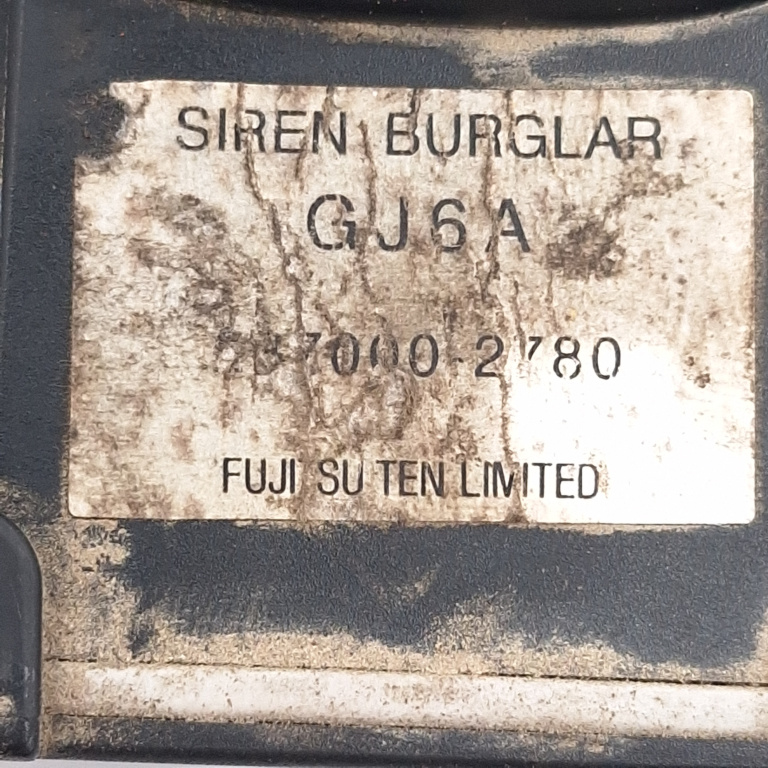 SIREN BURGLAR
GJ6A
FUJI SU TEN LIMITED